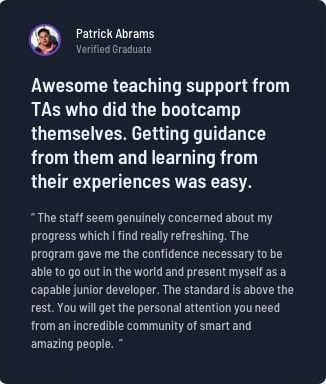 Patrick Abrams
Verified Graduate
Awesome teaching support from
TAs who did the bootcamp
themselves. Getting guidance
from them and learning from
their experiences was easy.
“ The staff seem genuinely concerned about my
progress which I find really refreshing. The
program gave me the confidence necessary to be
able to go out in the world and present myself as a
capable junior developer. The standard is above the
rest. You will get the personal attention you need
from an incredible community of smart and
amazing people. ”